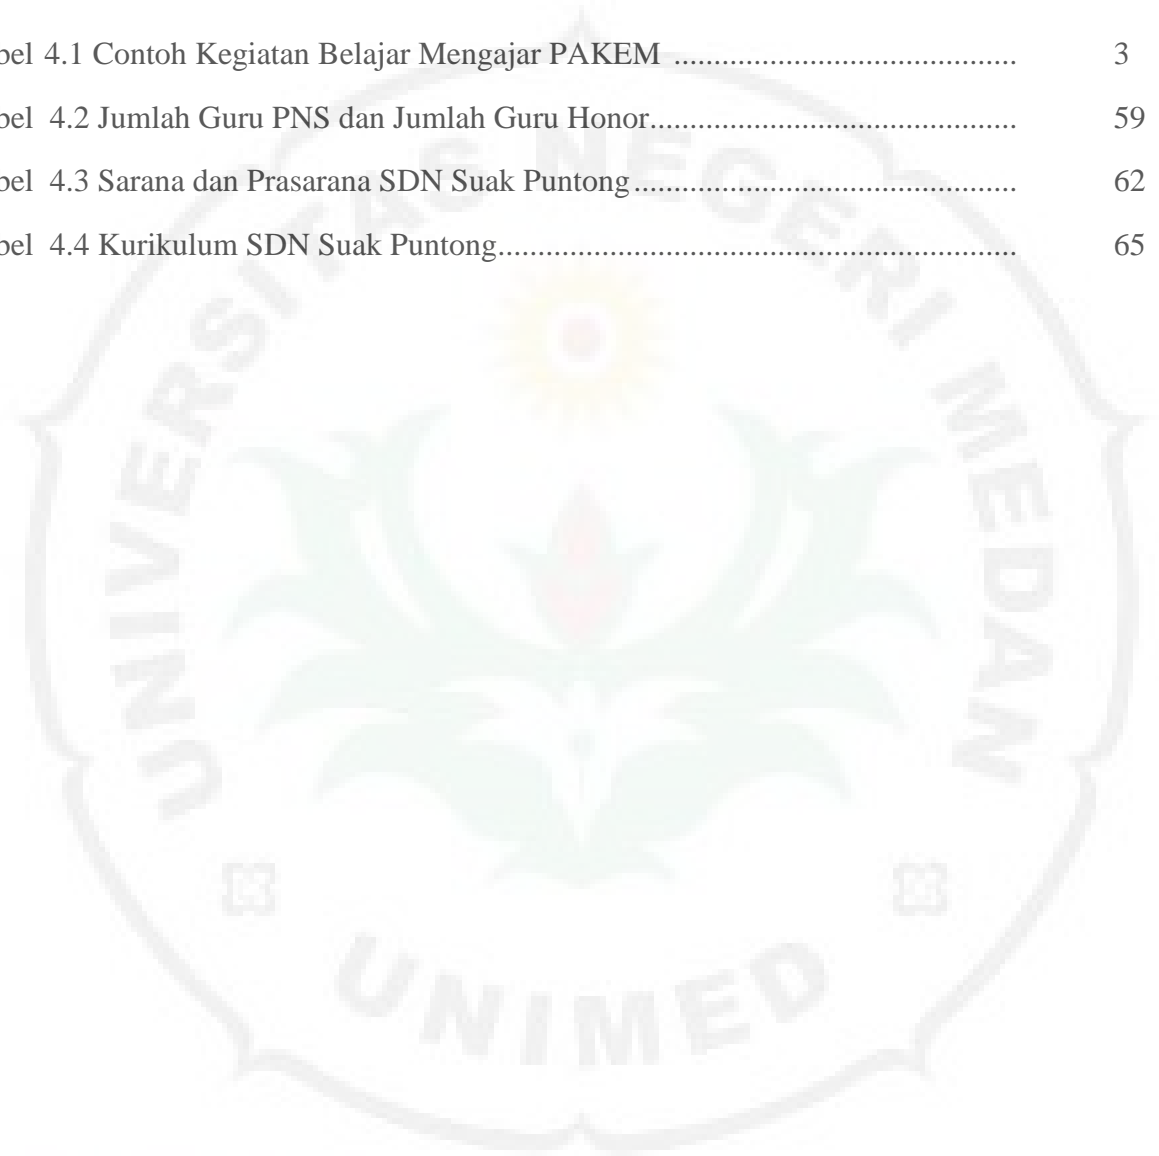 bel 4.1 Contoh Kegiatan Belajar Mengajar PAKEM ........................................... 3
bel 4.2 Jumlah Guru PNS dan Jumlah Guru Honor.............................................. 59
bel 4.3 Sarana dan Prasarana SDN Suak Puntong................................................ 62
bel 4.4 Kurikulum SDN Suak Puntong................................................................. 65
UNIVERSITAS NEGERI MEDAN
UNIMED